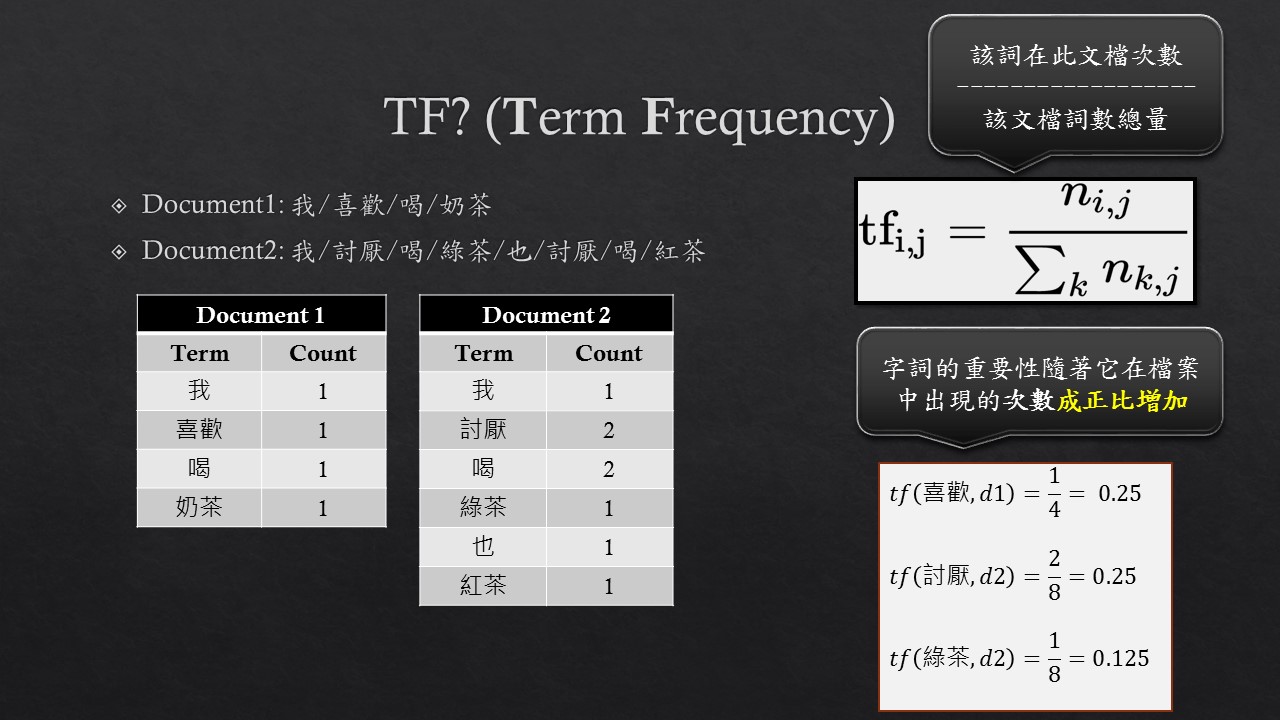 TF? (Term Frequency)
該詞在此文檔次數
------------------
該文檔詞數總量
Document1: 我/喜歡/喝/奶茶
Document2: 我/討厭/喝/綠茶/也/討厭/喝/紅茶
tf_{i,j} = \frac{n_{i,j}}{\sum_k n_{k,j}}
字詞的重要性隨著它在檔案
中出現的次數成正比增加
Document 1
Term Count
我 1
喜歡 1
喝 1
奶茶 1
Document 2
Term Count
我 1
討厭 2
喝 2
綠茶 1
也 1
紅茶 1
tf(喜歡, d1) = 1/4 = 0.25
tf(討厭, d2) = 2/8 = 0.25
tf(綠茶, d2) = 1/8 = 0.125